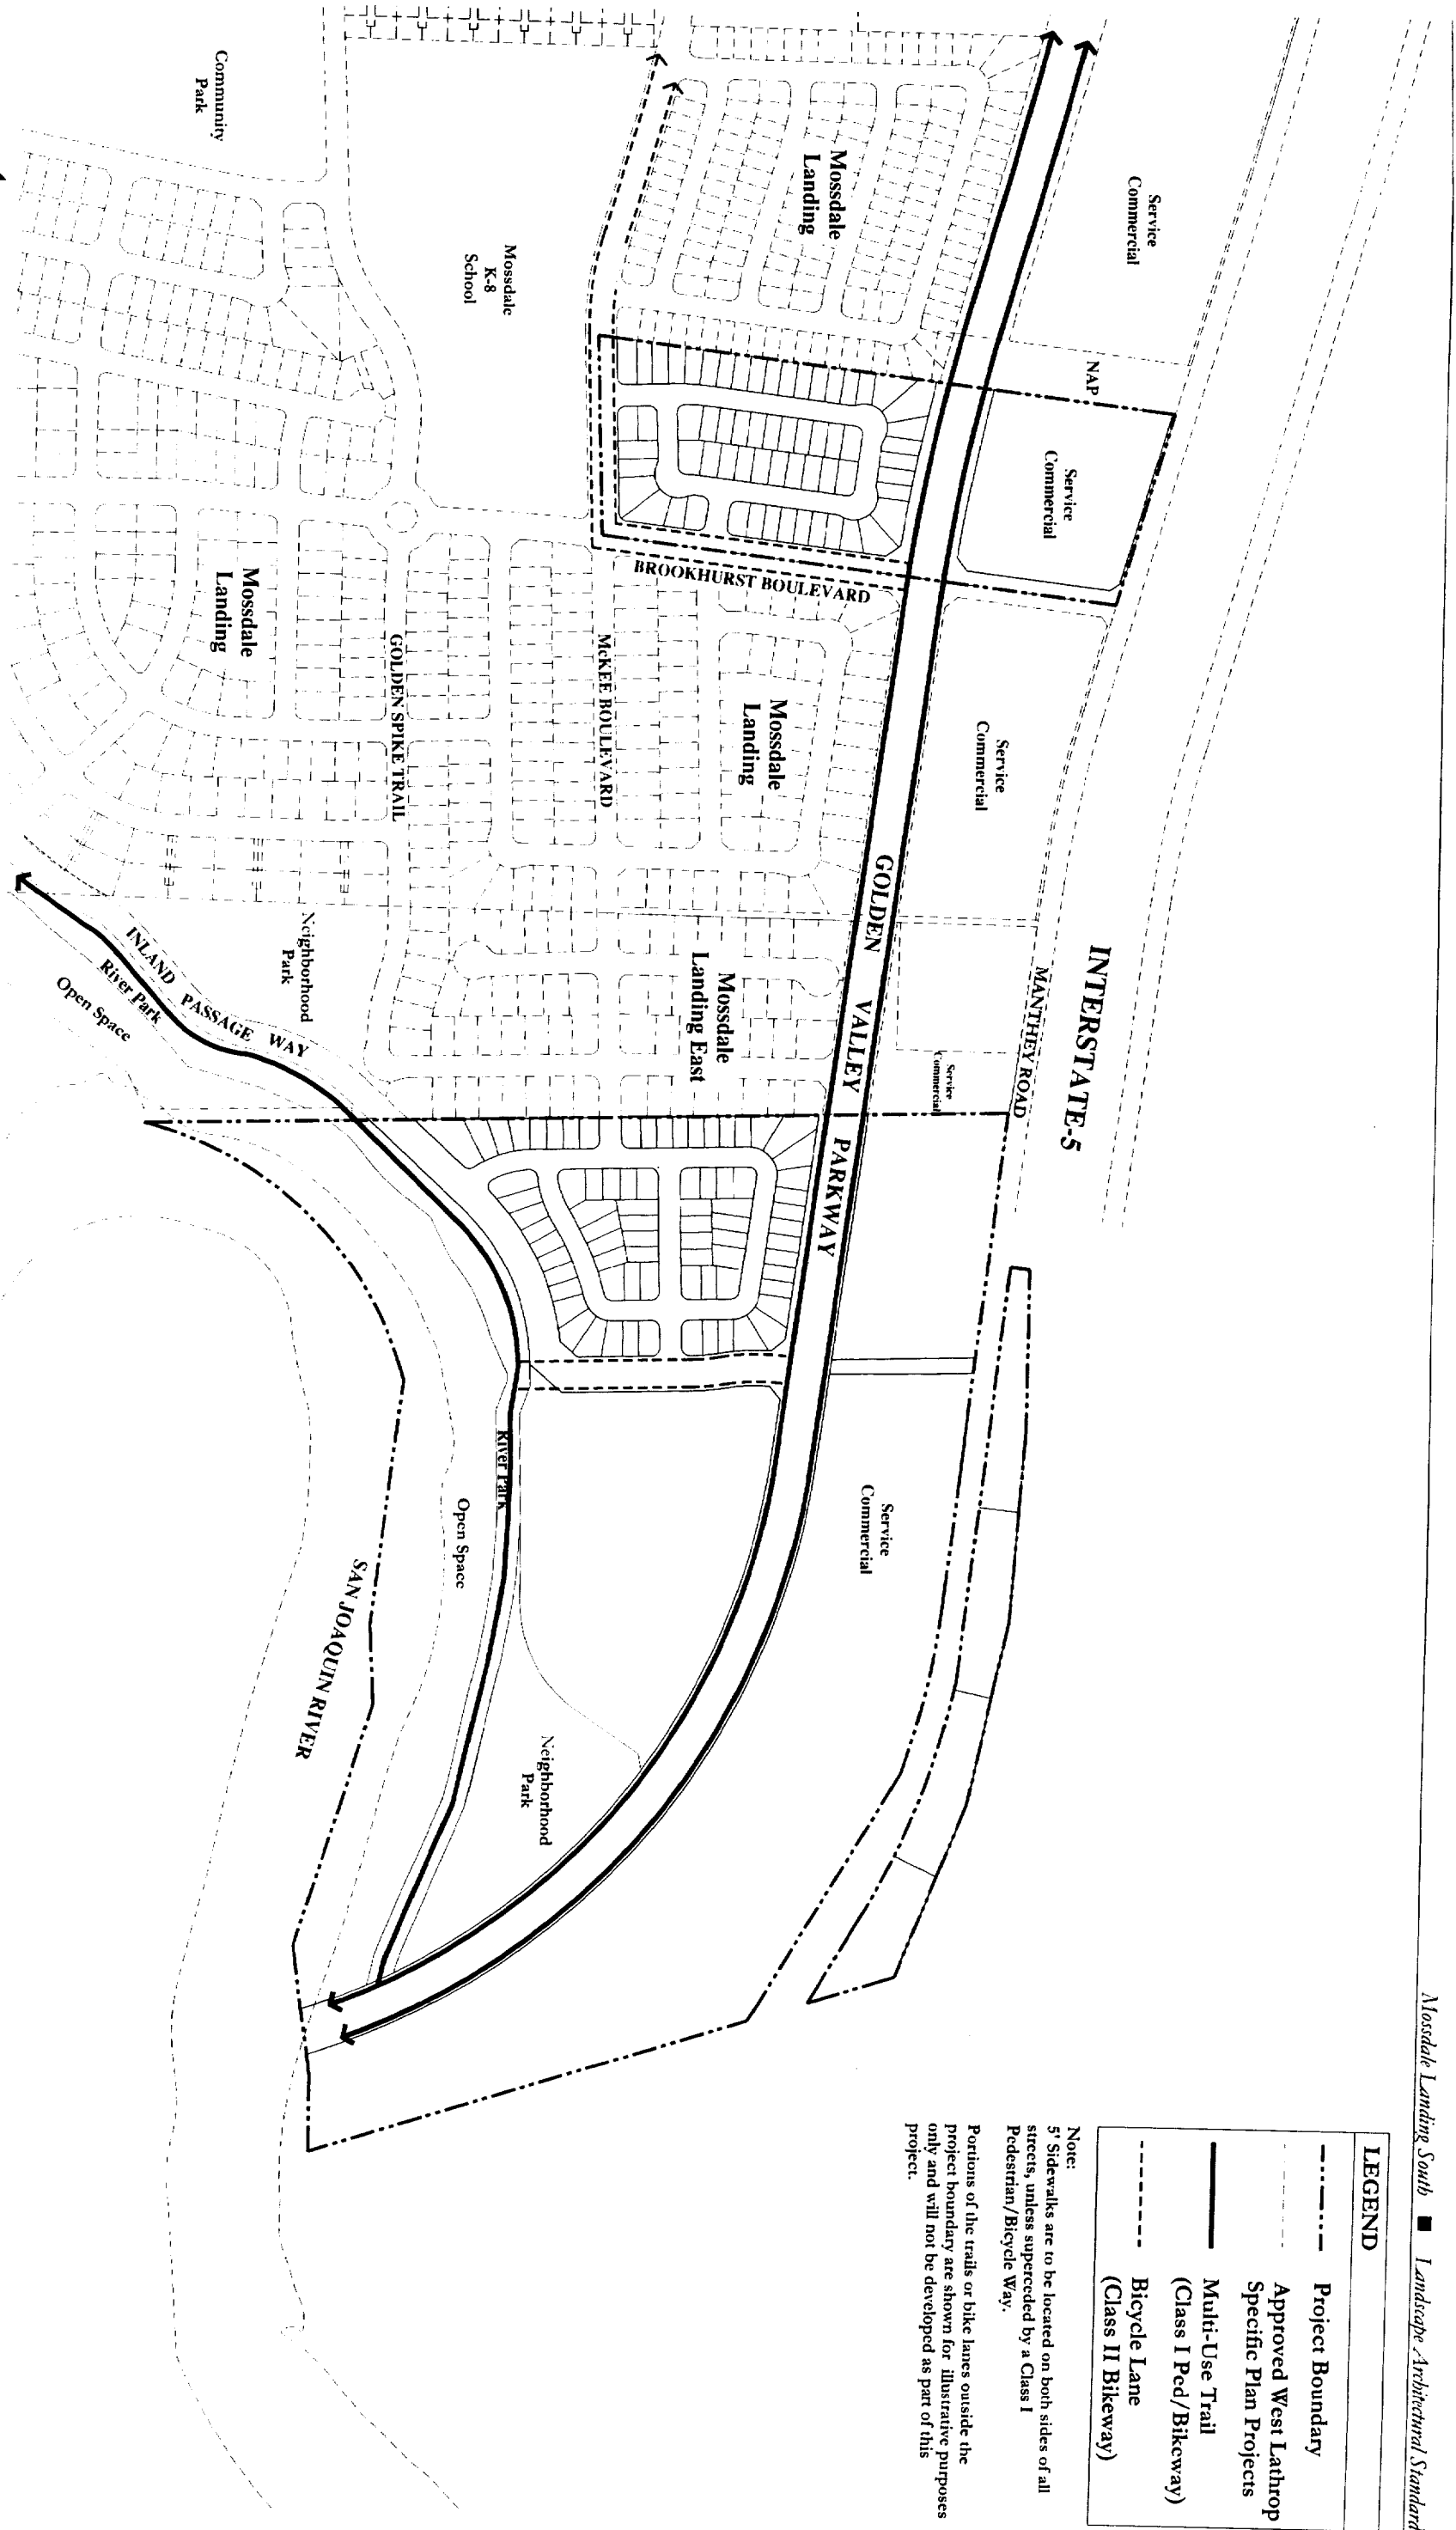 Mossdale Landing South ■ Landscape Architectural Standard
LEGEND
Project Boundary
Approved West Lathrop
Specific Plan Projects
Multi-Use Trail
(Class I Ped/Bikeway)
Bicycle Lane
(Class II Bikeway)
Note:
5' Sidewalks are to be located on both sides of all
streets, unless superceded by a Class I
Pedestrian/Bicycle Way.
Portions of the trails or bike lanes outside the
project boundary are shown for illustrative purposes
only and will not be developed as part of this
project.
INTERSTATE-5
MANTHEY ROAD
Service
Commercial
NAP
Service
Commercial
Service
Commercial
Service
Commercial
Service
Commercial
GOLDEN VALLEY PARKWAY
Mossdale
Landing
BROOKHURST BOULEVARD
Mossdale
Landing
Mossdale
Landing East
McKEE BOULEVARD
Mossdale
K-8
School
GOLDEN SPIKE TRAIL
Mossdale
Landing
Community
Park
Neighborhood
Park
INLAND PASSAGE WAY
River Park
Open Space
River Park
Open Space
Neighborhood
Park
SAN JOAQUIN RIVER